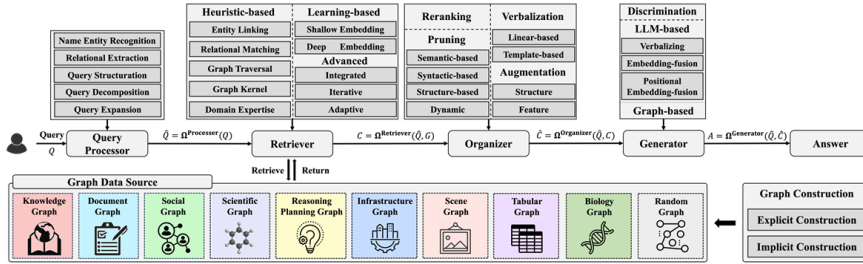 Name Entity Recognition
Relational Extraction
Query Structuration
Query Decomposition
Query Expansion
Heuristic-based
Entity Linking
Relational Matching
Graph Traversal
Graph Kernel
Domain Expertise
Learning-based
Shallow Embedding
Deep Embedding
Advanced
Integrated
Iterative
Adaptive
Reranking
Pruning
Semantic-based
Syntactic-based
Structure-based
Dynamic
Verbalization
Linear-based
Template-based
Augmentation
Structure
Feature
Discrimination
LLM-based
Verbalizing
Embedding-fusion
Positional
Embedding-fusion
Graph-based
Query
Q
Query
Processor
Q̂ = Ω^Processer(Q)
Retriever
C = Ω^Retriever(Q̂, G)
Organizer
Ĉ = Ω^Organizer(Q̂, C)
Generator
A = Ω^Generator(Q̂, Ĉ)
Answer
Retrieve
Return
Graph Data Source
Knowledge
Graph
Document
Graph
Social
Graph
Scientific
Graph
Reasoning
Planning Graph
Infrastructure
Graph
Scene
Graph
Tabular
Graph
Biology
Graph
Random
Graph
Graph Construction
Explicit Construction
Implicit Construction